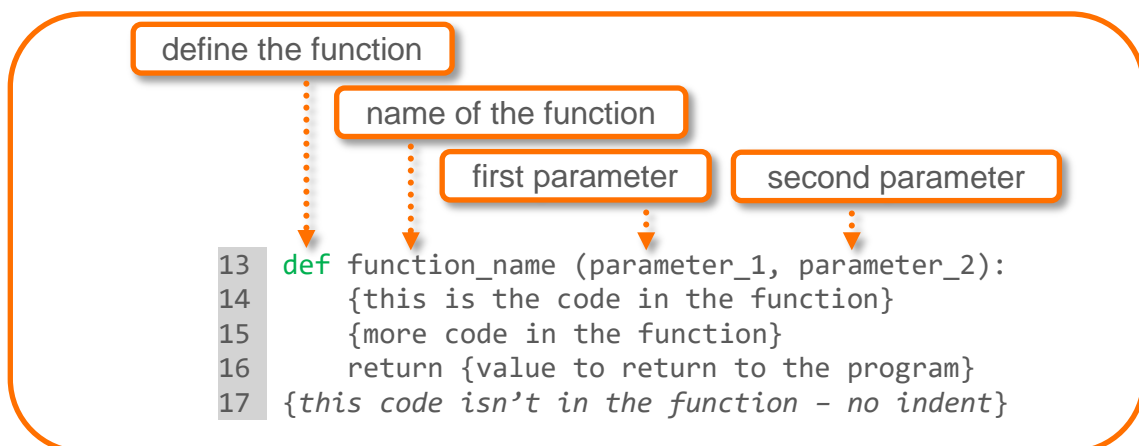 define the function
name of the function
first parameter second parameter
13 def function_name (parameter_1, parameter_2):
14 {this is the code in the function}
15 {more code in the function}
16 return {value to return to the program}
17 {this code isn’t in the function – no indent}